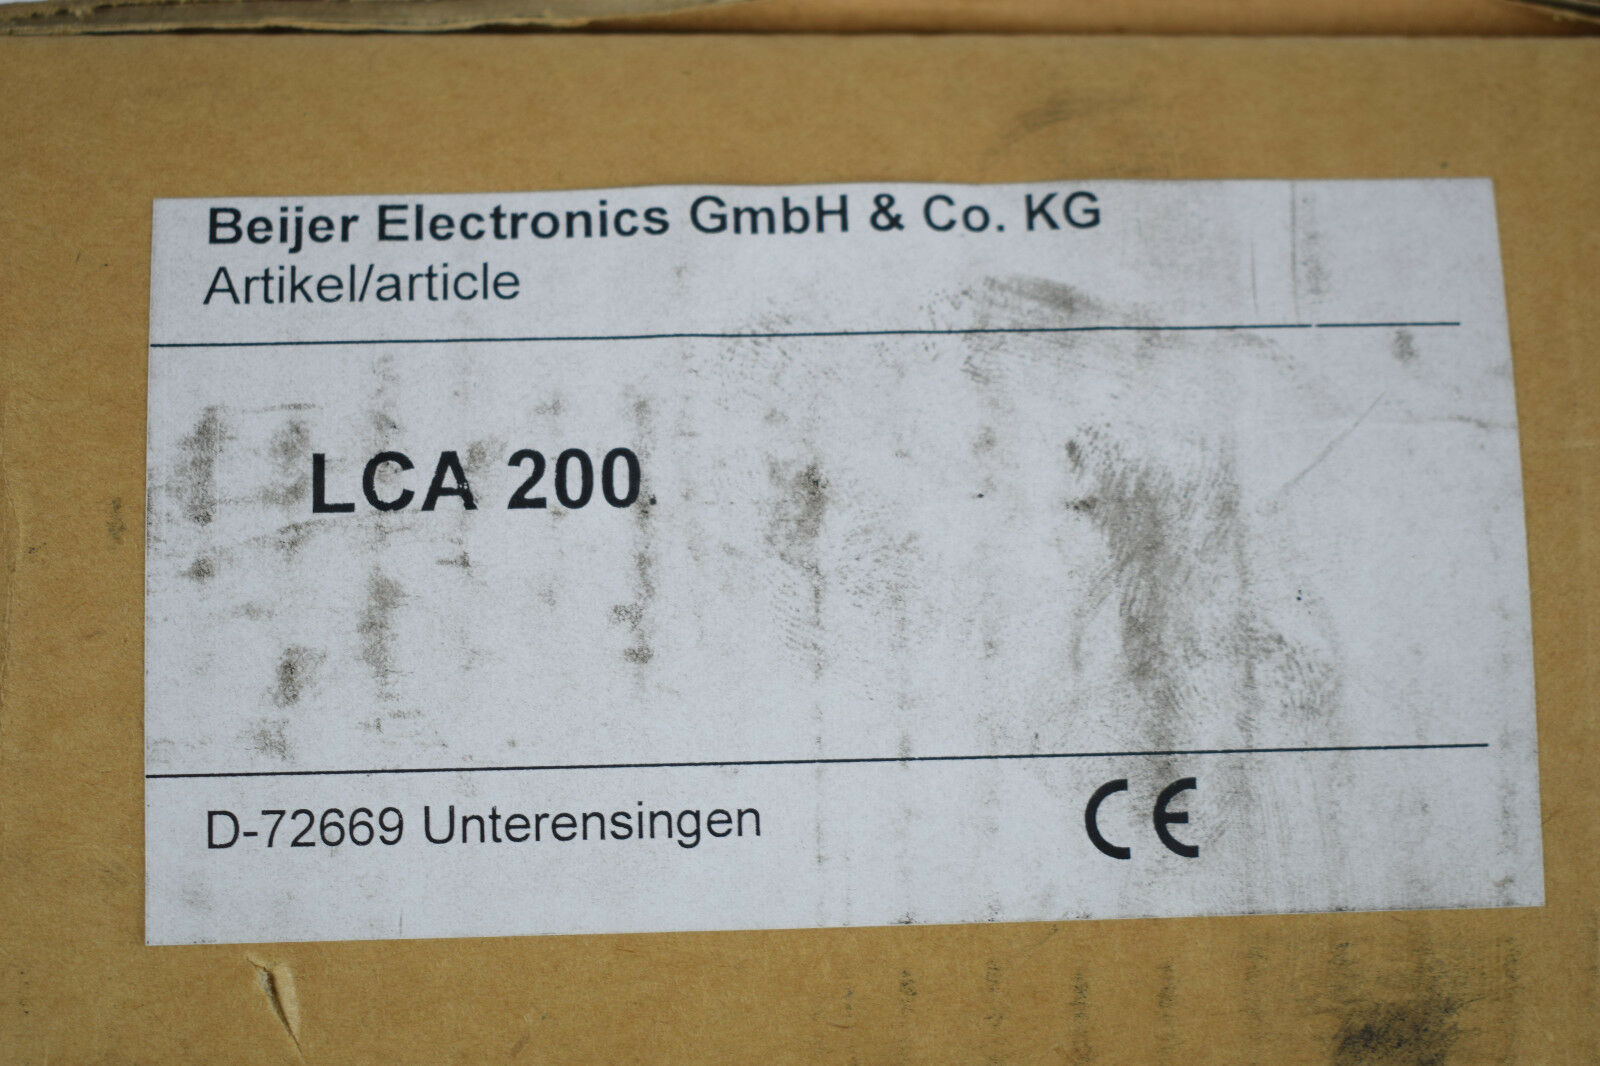 Beijer Electronics GmbH & Co. KG
Artikel/article
LCA 200
D-72669 Unterensingen
CE